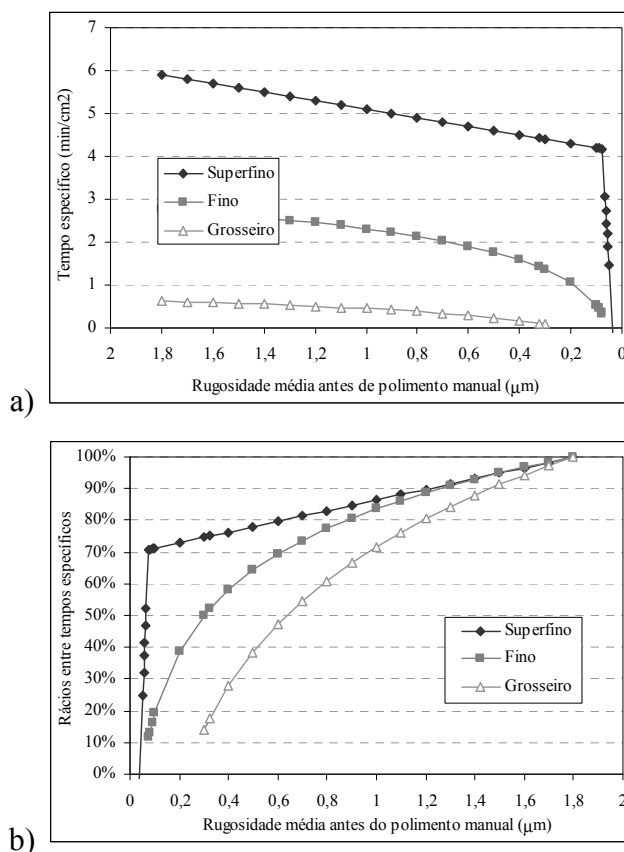 7
6
5
4
3
2
1
0
Tempo específico (min/cm2)
Superfino
Fino
Grosseiro
2 1,8 1,6 1,4 1,2 1 0,8 0,6 0,4 0,2 0
Rugosidade média antes de polimento manual (µm)
a)
100%
90%
80%
70%
60%
50%
40%
30%
20%
10%
0%
Rácios entre tempos específicos
Superfino
Fino
Grosseiro
0 0,2 0,4 0,6 0,8 1 1,2 1,4 1,6 1,8 2
Rugosidade média antes do polimento manual (µm)
b)